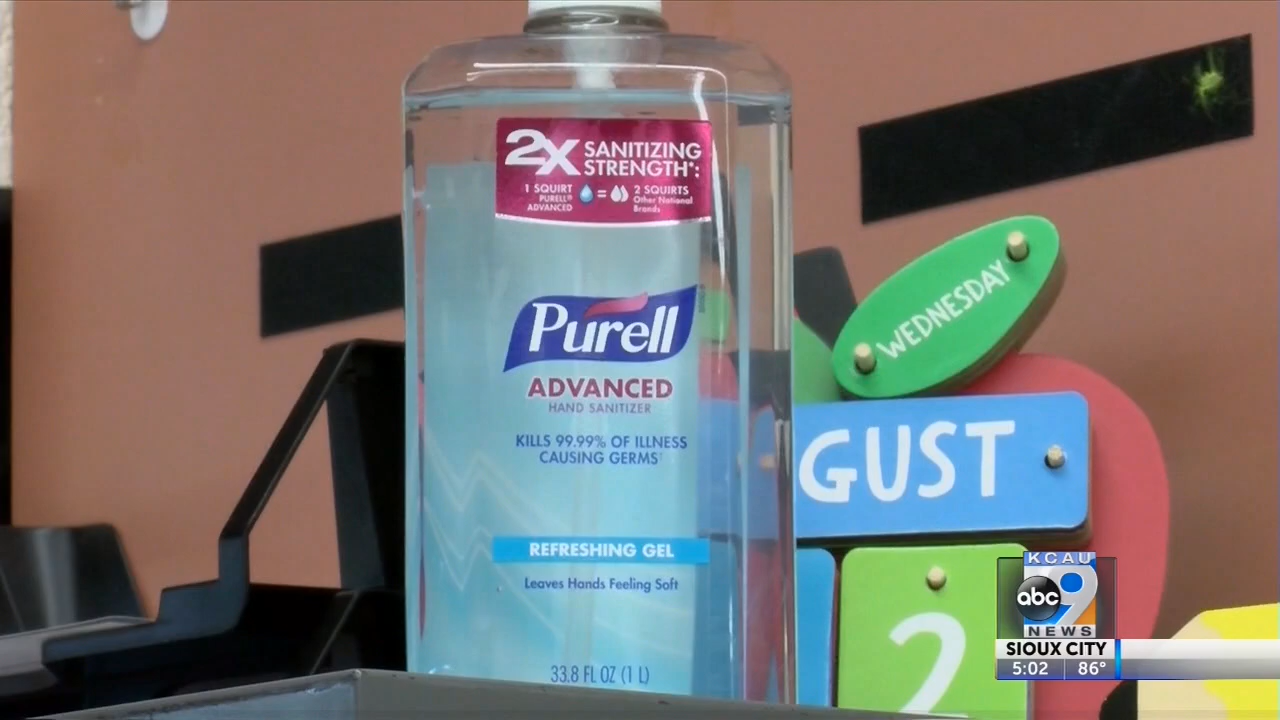 2X SANITIZING
STRENGTH*:
1 SQUIRT
PURELL®
ADVANCED
=
2 SQUIRTS
Other National
Brands
Purell
ADVANCED
HAND SANITIZER
KILLS 99.99% OF ILLNESS
CAUSING GERMS†
REFRESHING GEL
Leaves Hands Feeling Soft
33.8 FL OZ (1 L)
WEDNESDAY
GUST
2
KCAU
abc 9
NEWS
SIOUX CITY
5:02 86°